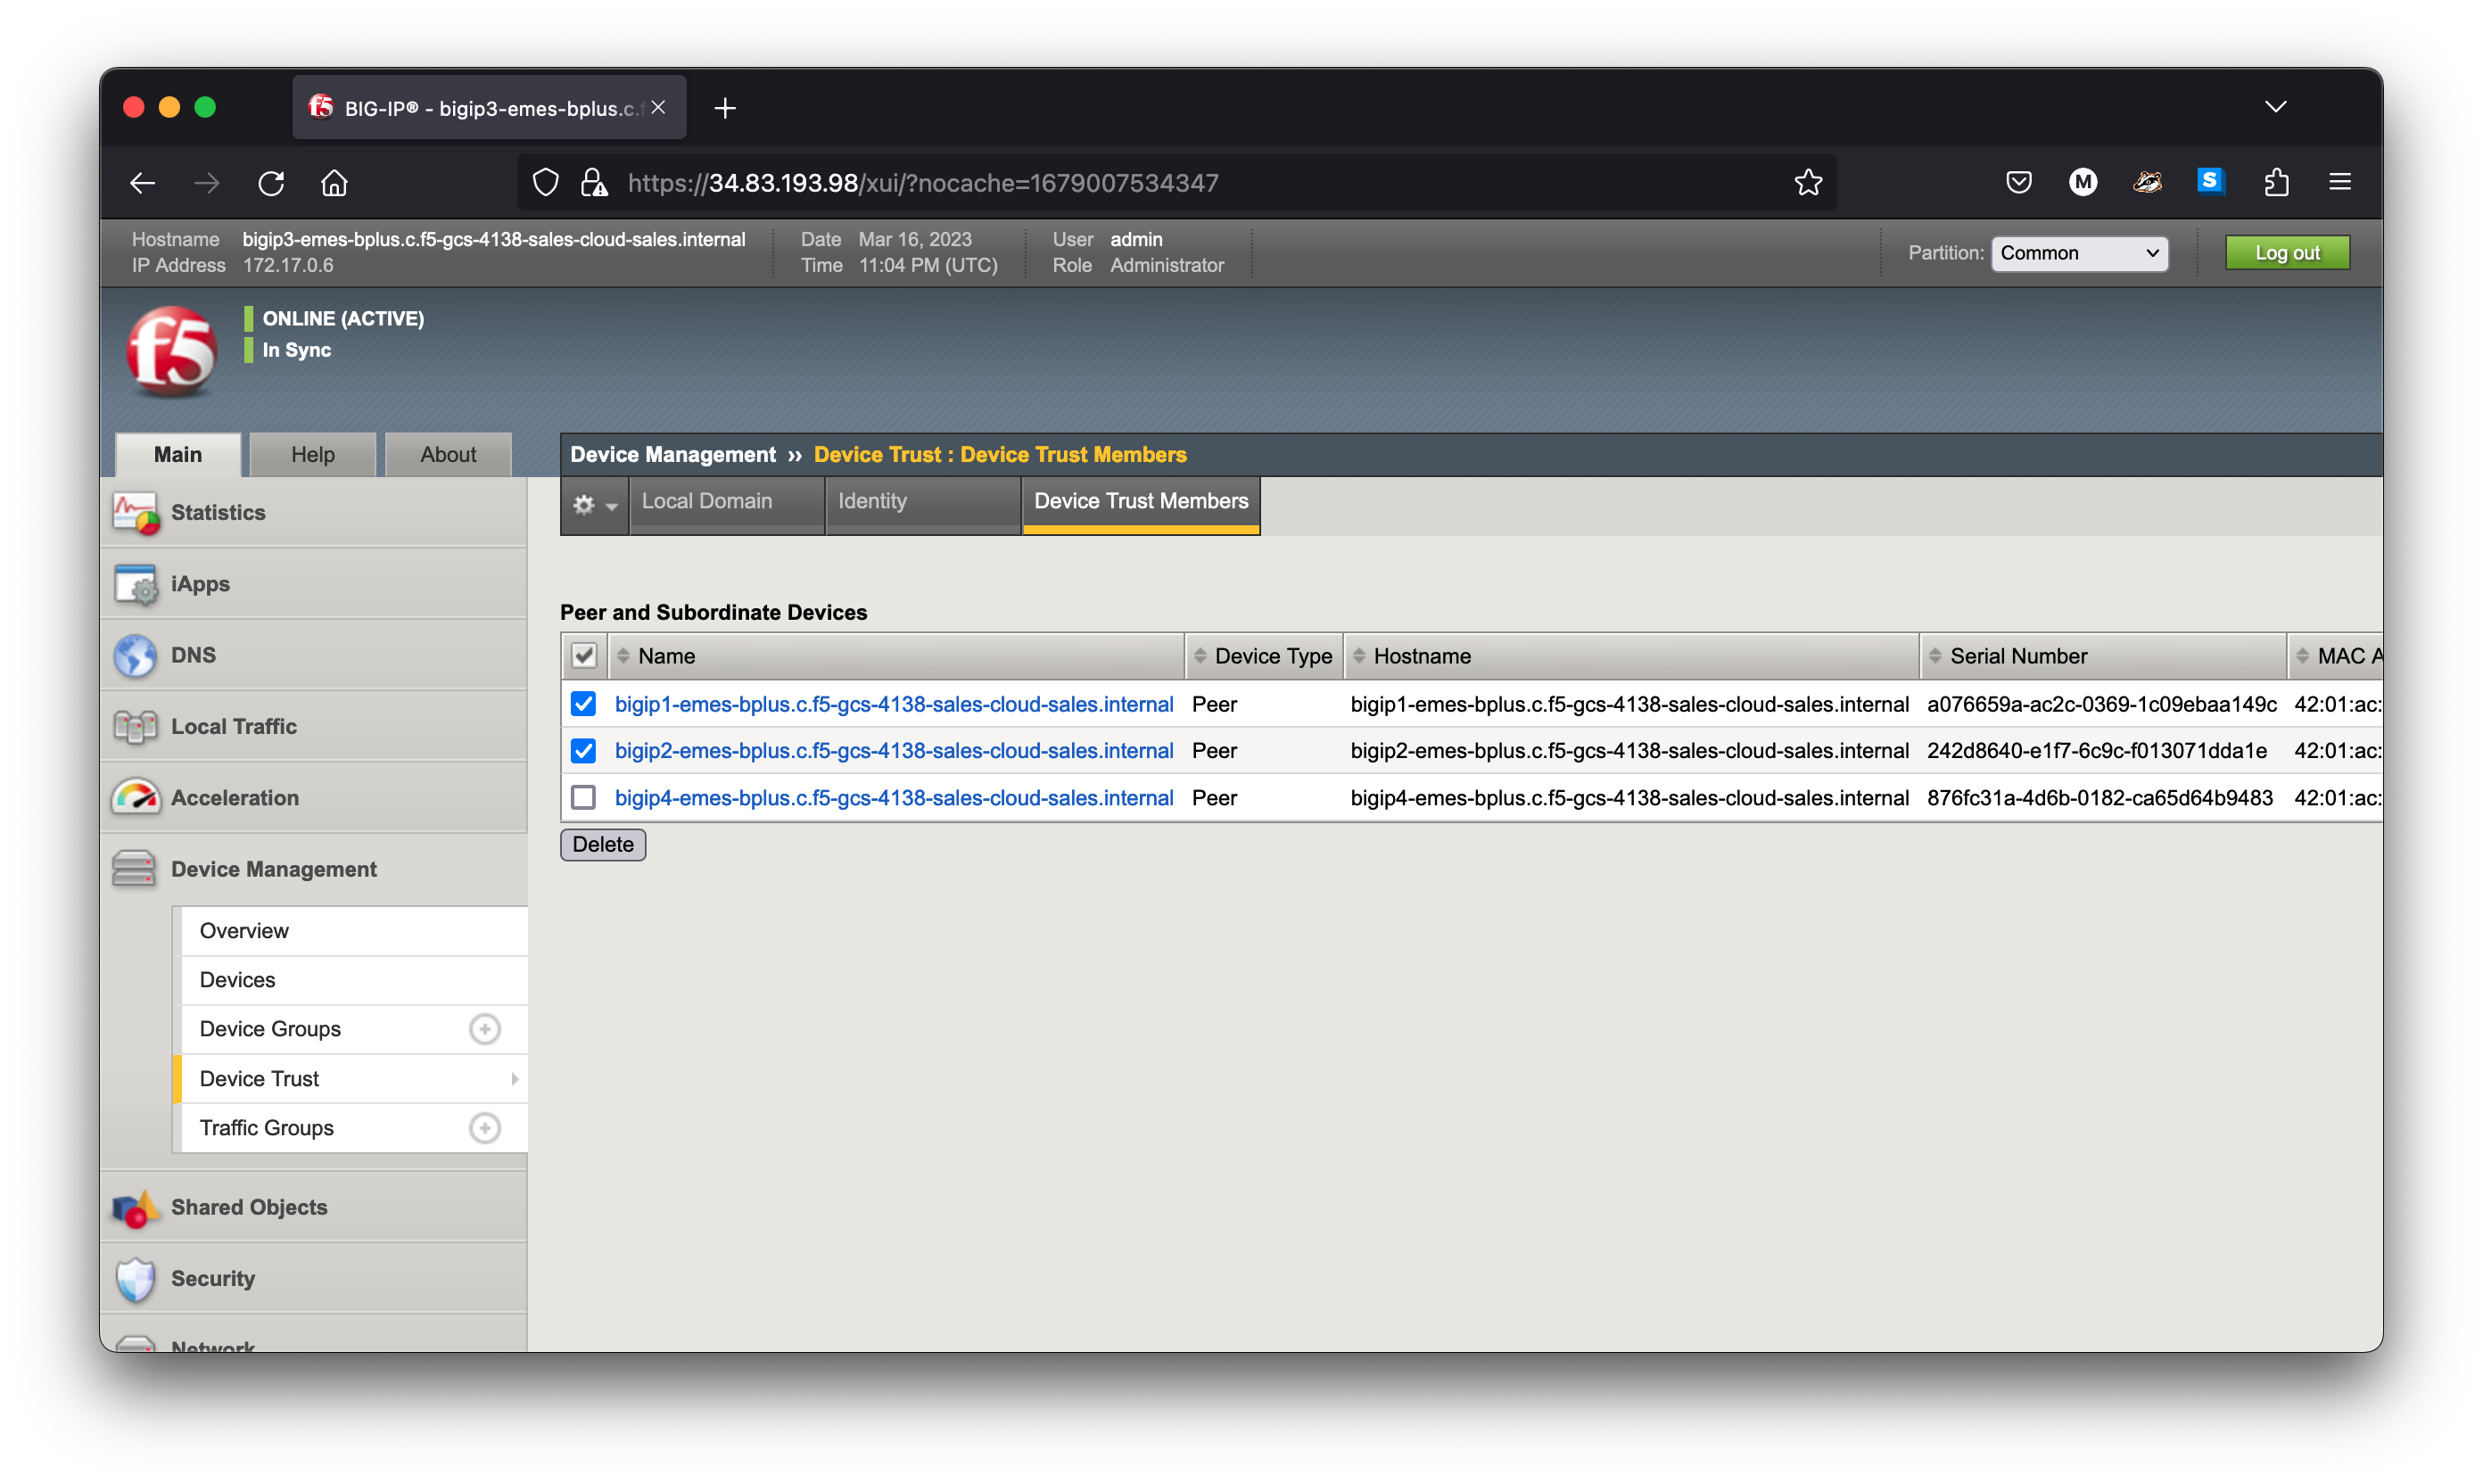 BIG-IP® - bigip3-emes-bplus.c.f
https://34.83.193.98/xui/?nocache=1679007534347
M
S
Hostname bigip3-emes-bplus.c.f5-gcs-4138-sales-cloud-sales.internal Date Mar 16, 2023 User admin
IP Address 172.17.0.6 Time 11:04 PM (UTC) Role Administrator
Partition: Common Log out
f5
ONLINE (ACTIVE)
In Sync
Main Help About
Device Management ›› Device Trust : Device Trust Members
Local Domain Identity Device Trust Members
Statistics
iApps
DNS
Local Traffic
Acceleration
Device Management
Overview
Devices
Device Groups
Device Trust
Traffic Groups
Shared Objects
Security
Network
Peer and Subordinate Devices
Name Device Type Hostname Serial Number MAC A
bigip1-emes-bplus.c.f5-gcs-4138-sales-cloud-sales.internal Peer bigip1-emes-bplus.c.f5-gcs-4138-sales-cloud-sales.internal a076659a-ac2c-0369-1c09ebaa149c 42:01:ac:
bigip2-emes-bplus.c.f5-gcs-4138-sales-cloud-sales.internal Peer bigip2-emes-bplus.c.f5-gcs-4138-sales-cloud-sales.internal 242d8640-e1f7-6c9c-f013071dda1e 42:01:ac:
bigip4-emes-bplus.c.f5-gcs-4138-sales-cloud-sales.internal Peer bigip4-emes-bplus.c.f5-gcs-4138-sales-cloud-sales.internal 876fc31a-4d6b-0182-ca65d64b9483 42:01:ac:
Delete